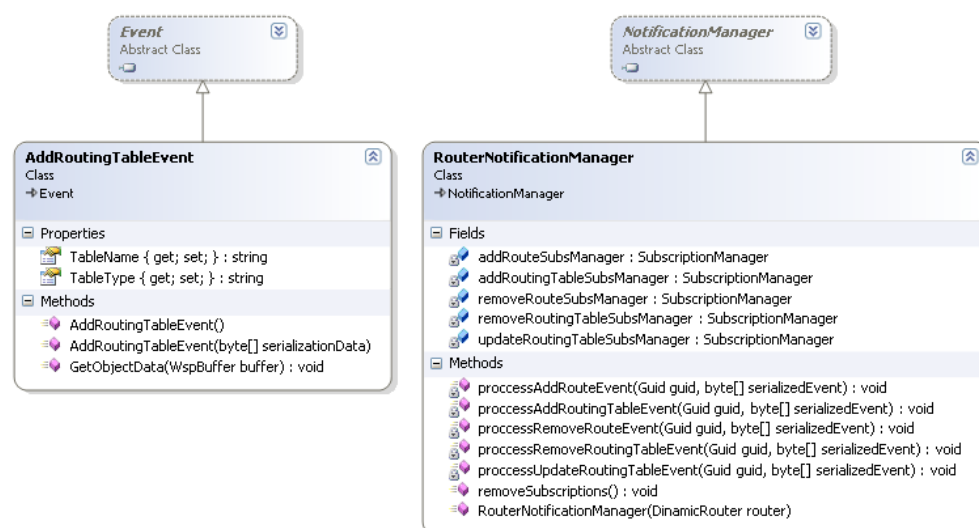 Event
Abstract Class
NotificationManager
Abstract Class
AddRoutingTableEvent
Class
Event
Properties
TableName { get; set; } : string
TableType { get; set; } : string
Methods
AddRoutingTableEvent()
AddRoutingTableEvent(byte[] serializationData)
GetObjectData(WspBuffer buffer) : void
RouterNotificationManager
Class
NotificationManager
Fields
addRouteSubsManager : SubscriptionManager
addRoutingTableSubsManager : SubscriptionManager
removeRouteSubsManager : SubscriptionManager
removeRoutingTableSubsManager : SubscriptionManager
updateRoutingTableSubsManager : SubscriptionManager
Methods
proccessAddRouteEvent(Guid guid, byte[] serializedEvent) : void
proccessAddRoutingTableEvent(Guid guid, byte[] serializedEvent) : void
proccessRemoveRouteEvent(Guid guid, byte[] serializedEvent) : void
proccessRemoveRoutingTableEvent(Guid guid, byte[] serializedEvent) : void
proccessUpdateRoutingTableEvent(Guid guid, byte[] serializedEvent) : void
removeSubscriptions() : void
RouterNotificationManager(DinamicRouter router)